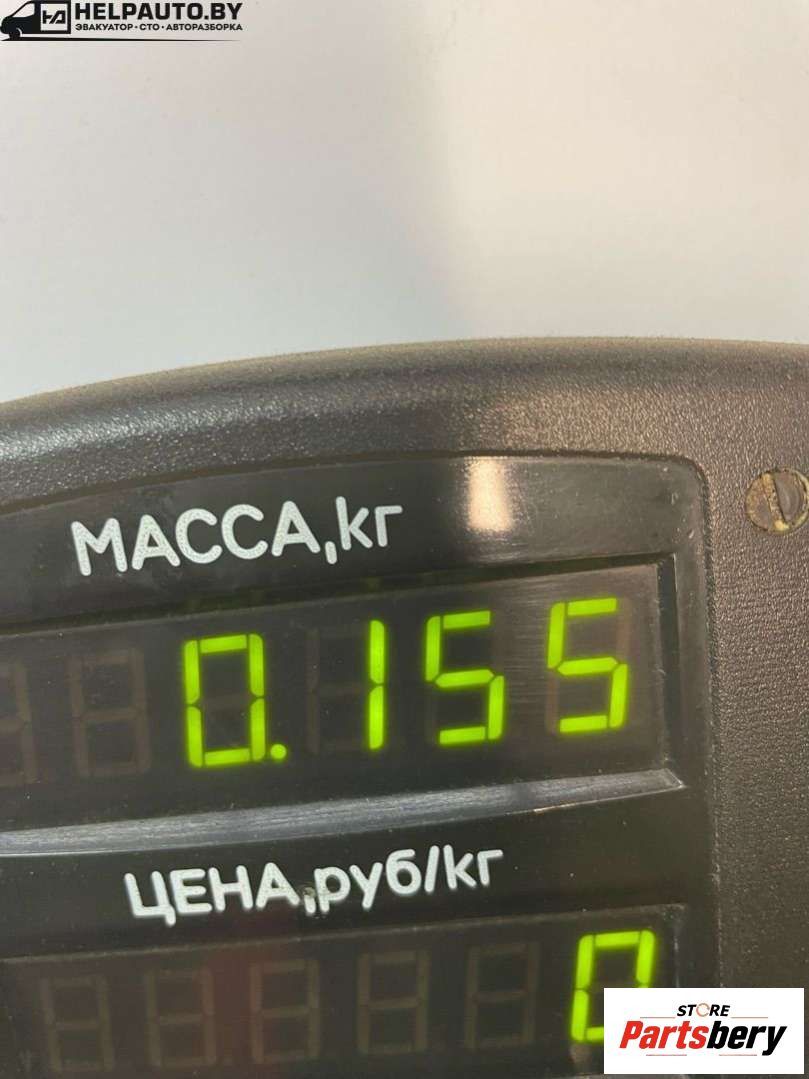 HELPAUTO.BY
ЭВАКУАТОР·СТО·АВТОРАЗБОРКА
МАССА,кг
0.155
ЦЕНА,руб/кг
0
STORE
Partsbery